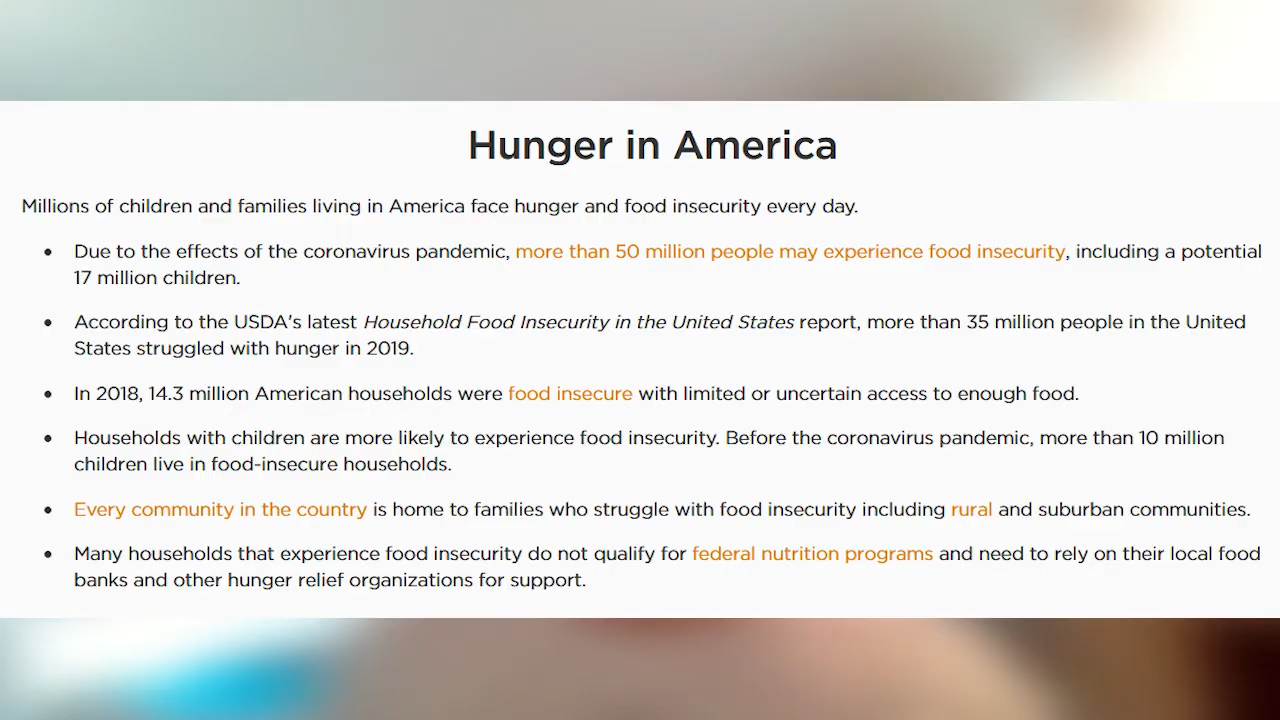 Hunger in America
Millions of children and families living in America face hunger and food insecurity every day.
• Due to the effects of the coronavirus pandemic, more than 50 million people may experience food insecurity, including a potential
17 million children.
• According to the USDA's latest Household Food Insecurity in the United States report, more than 35 million people in the United
States struggled with hunger in 2019.
• In 2018, 14.3 million American households were food insecure with limited or uncertain access to enough food.
• Households with children are more likely to experience food insecurity. Before the coronavirus pandemic, more than 10 million
children live in food-insecure households.
• Every community in the country is home to families who struggle with food insecurity including rural and suburban communities.
• Many households that experience food insecurity do not qualify for federal nutrition programs and need to rely on their local food
banks and other hunger relief organizations for support.